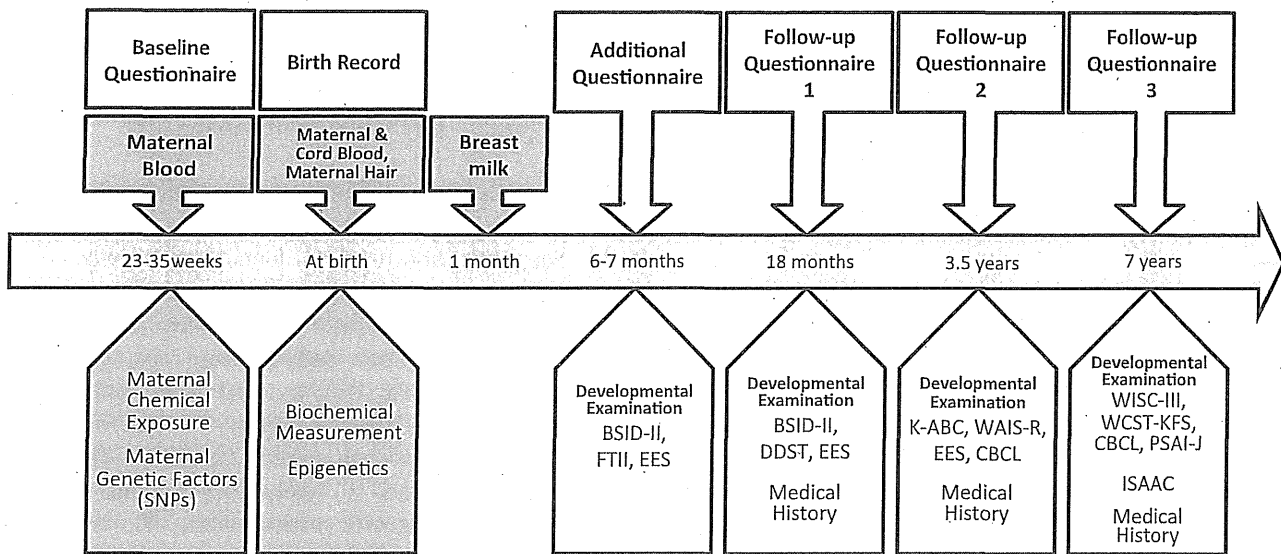 Baseline
Questionnaire
Birth Record
Additional
Questionnaire
Follow-up
Questionnaire
1
Follow-up
Questionnaire
2
Follow-up
Questionnaire
3
Maternal
Blood
Maternal &
Cord Blood,
Maternal Hair
Breast
milk
23-35weeks
At birth
1 month
6-7 months
18 months
3.5 years
7 years
Maternal
Chemical
Exposure
Maternal
Genetic Factors
(SNPs)
Biochemical
Measurement
Epigenetics
Developmental
Examination
BSID-II,
FTII, EES
Developmental
Examination
BSID-II,
DDST, EES
Medical
History
Developmental
Examination
K-ABC, WAIS-R,
EES, CBCL
Medical
History
Developmental
Examination
WISC-III,
WCST-KFS,
CBCL, PSAI-J
ISAAC
Medical
History